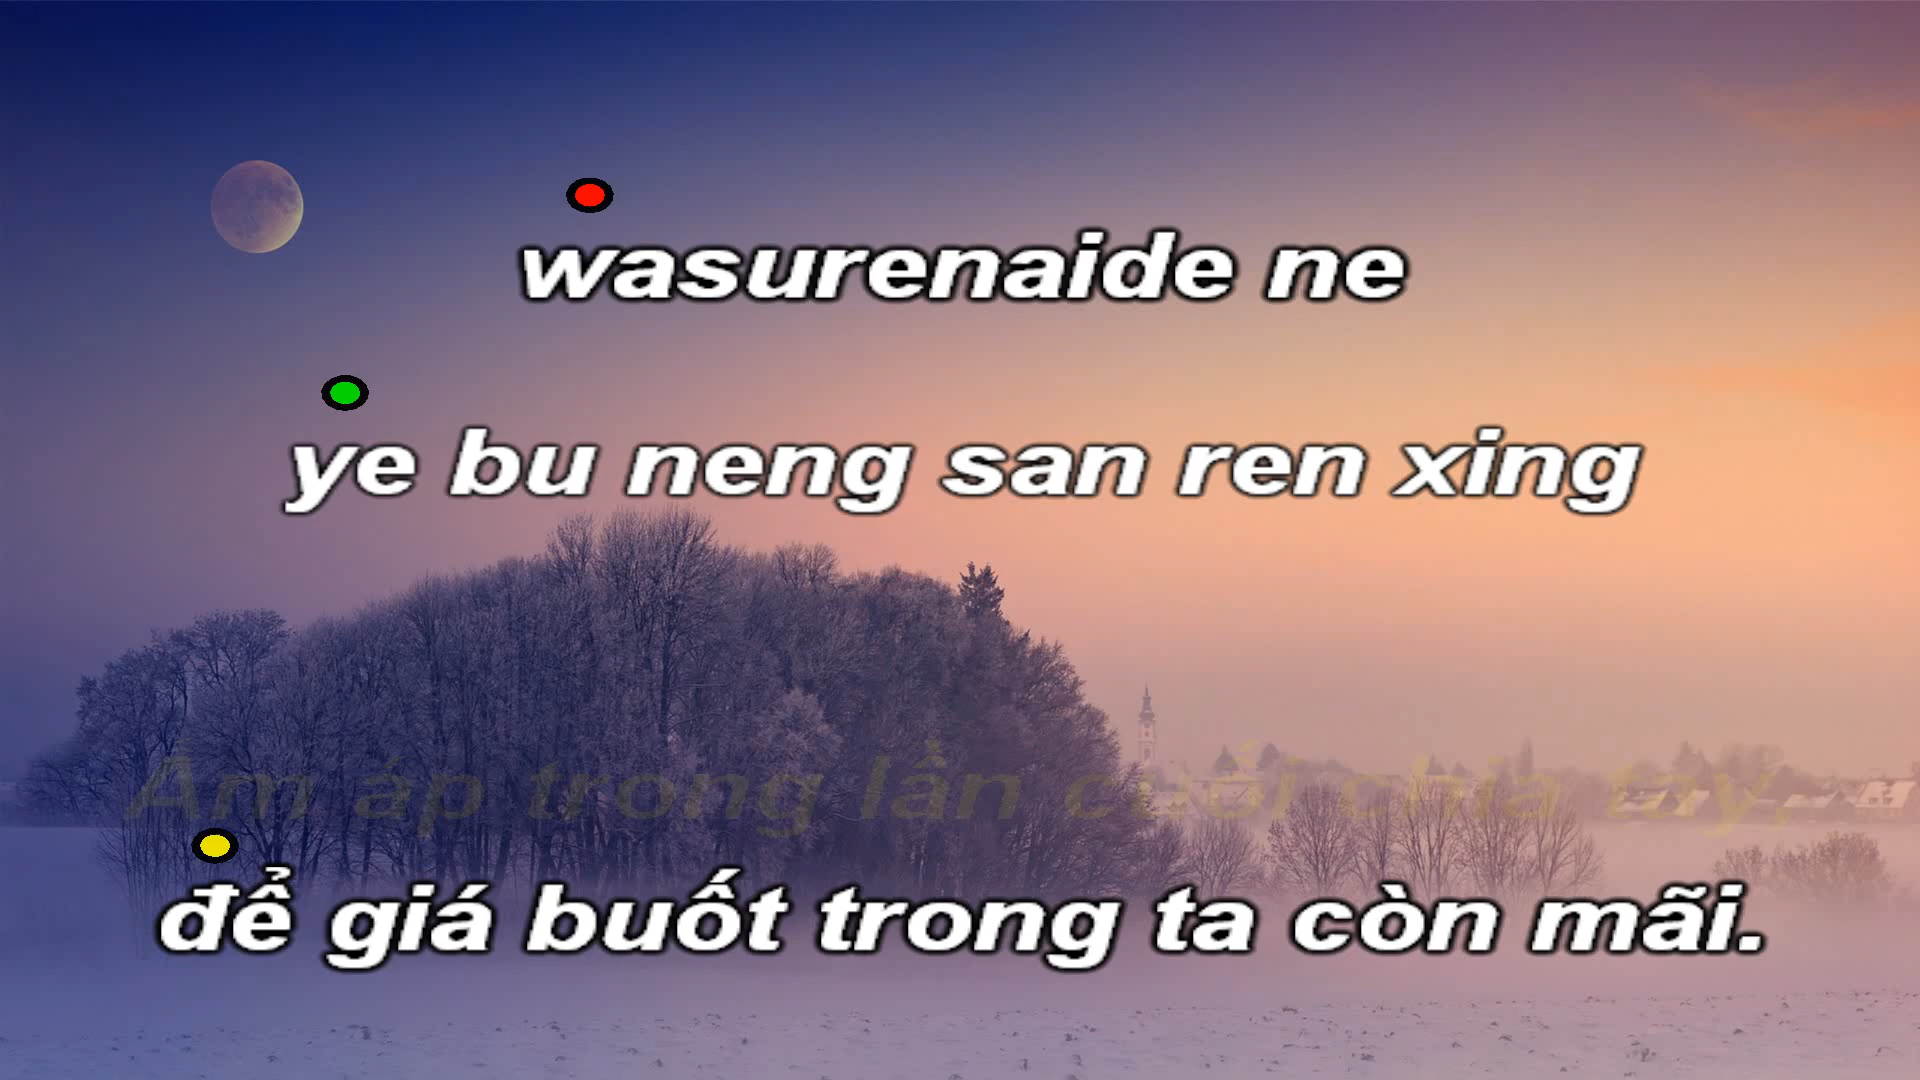 wasurenaide ne
ye bu neng san ren xing
Ấm áp trong lần cuối chia tay,
để giá buốt trong ta còn mãi.